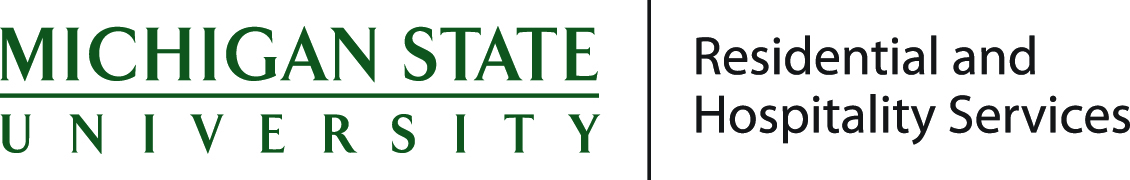 MICHIGAN STATE
UNIVERSITY
Residential and
Hospitality Services